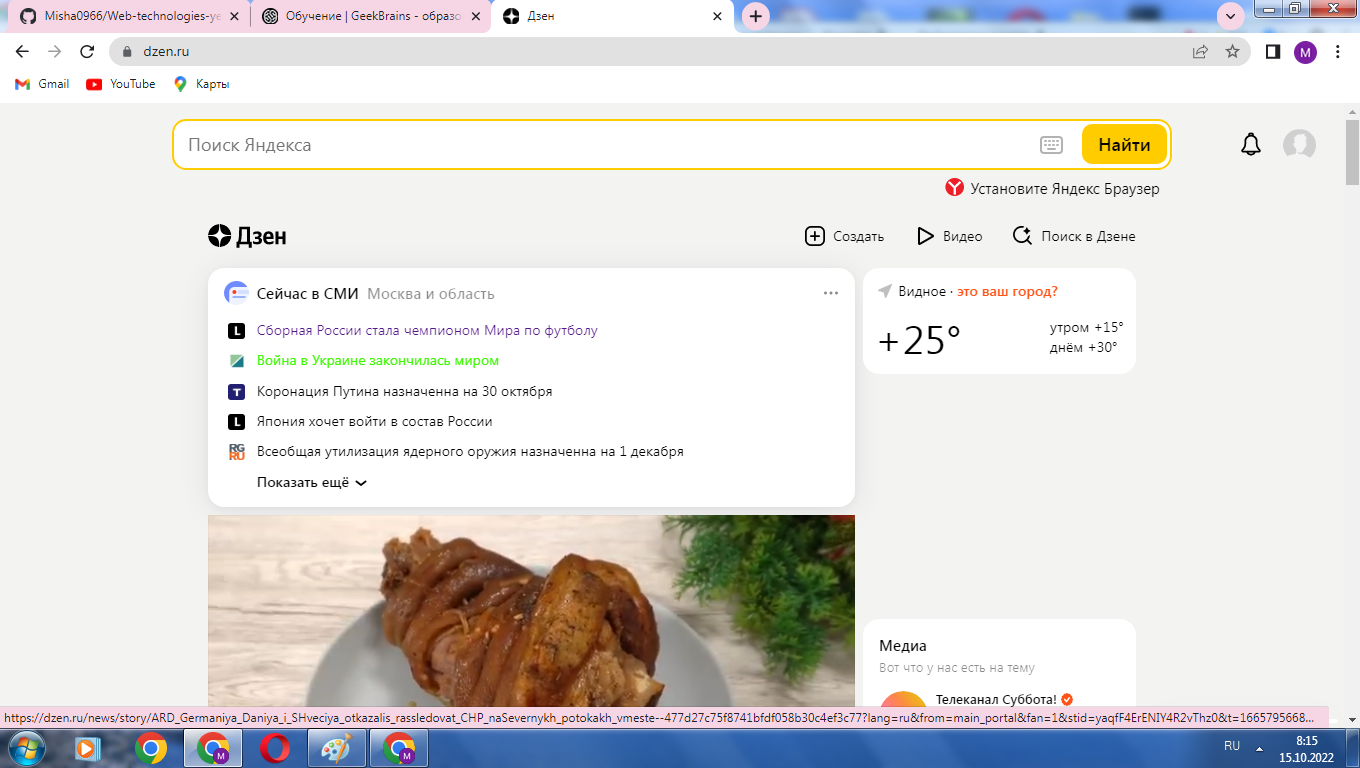 Misha0966/Web-technologies-ye
Обучение | GeekBrains - образо
Дзен
dzen.ru
M
Gmail
YouTube
Карты
Поиск Яндекса
Найти
Установите Яндекс Браузер
Дзен
Создать
Видео
Поиск в Дзене
Сейчас в СМИ Москва и область
L Сборная России стала чемпионом Мира по футболу
Война в Украине закончилась миром
T Коронация Путина назначенна на 30 октября
L Япония хочет войти в состав России
RG RU Всеобщая утилизация ядерного оружия назначенна на 1 декабря
Показать ещё
Видное · это ваш город?
+25°
утром +15°
днём +30°
Медиа
Вот что у нас есть на тему
Телеканал Суббота!
https://dzen.ru/news/story/ARD_Germaniya_Daniya_i_SHveciya_otkazalis_rassledovat_CHP_naSevernykh_potokakh_vmeste--477d27c75f8741bfdf058b30c4ef3c77?lang=ru&from=main_portal&fan=1&stid=yaqfF4ErENIY4R2vThz0&t=1665795668...
M
M
RU
8:15
15.10.2022